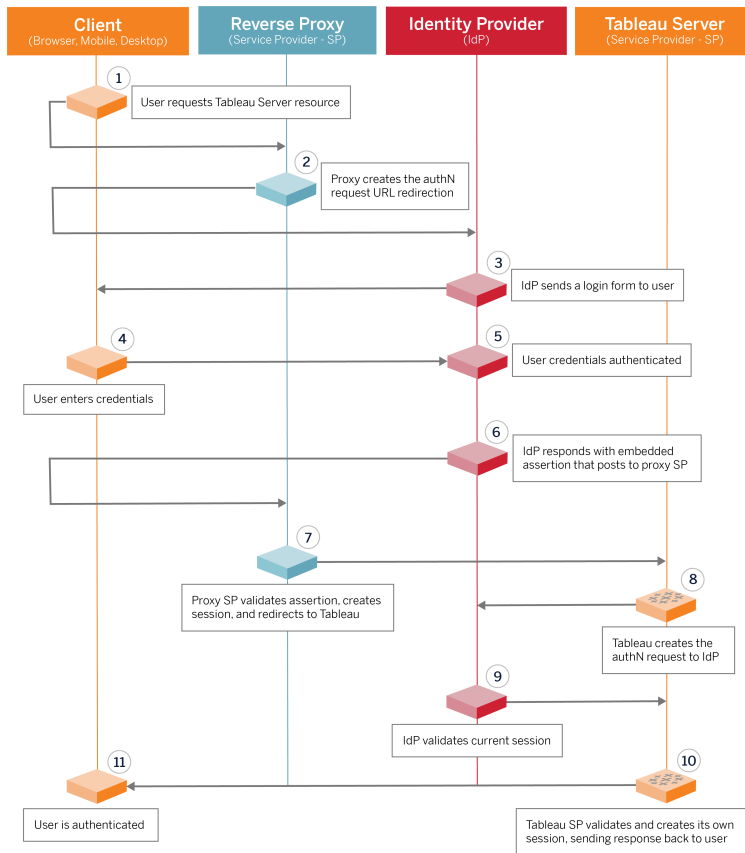 Client
(Browser, Mobile, Desktop)
Reverse Proxy
(Service Provider - SP)
Identity Provider
(IdP)
Tableau Server
(Service Provider - SP)
1
User requests Tableau Server resource
2
Proxy creates the authN
request URL redirection
3
IdP sends a login form to user
4
User enters credentials
5
User credentials authenticated
6
IdP responds with embedded
assertion that posts to proxy SP
7
Proxy SP validates assertion, creates
session, and redirects to Tableau
8
Tableau creates the
authN request to IdP
9
IdP validates current session
10
Tableau SP validates and creates its own
session, sending response back to user
11
User is authenticated